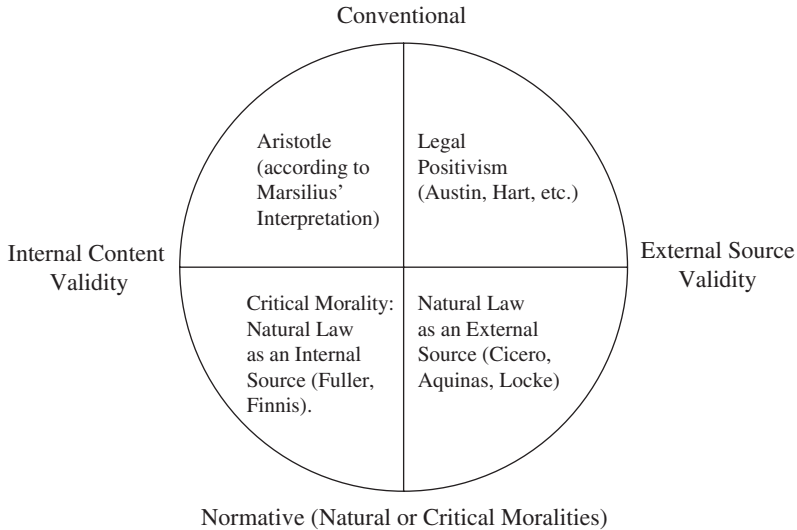 Conventional
Aristotle
(according to
Marsilius’
Interpretation)
Legal
Positivism
(Austin, Hart, etc.)
Internal Content
Validity
External Source
Validity
Critical Morality:
Natural Law
as an Internal
Source (Fuller,
Finnis).
Natural Law
as an External
Source (Cicero,
Aquinas, Locke)
Normative (Natural or Critical Moralities)